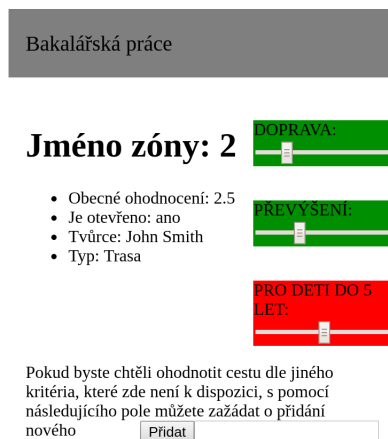 Bakalářská práce
Jméno zóny: 2
Obecné ohodnocení: 2.5
Je otevřeno: ano
Tvůrce: John Smith
Typ: Trasa
DOPRAVA:
PŘEVÝŠENÍ:
PRO DĚTI DO 5
LET:
Pokud byste chtěli ohodnotit cestu dle jiného
kritéria, které zde není k dispozici, s pomocí
následujícího pole můžete zažádat o přidání
nového
Přidat